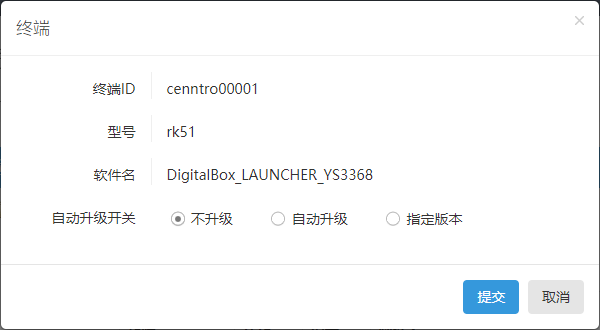 终端
终端ID cenntro00001
型号 rk51
软件名 DigitalBox_LAUNCHER_YS3368
自动升级开关 不升级 自动升级 指定版本
提交 取消